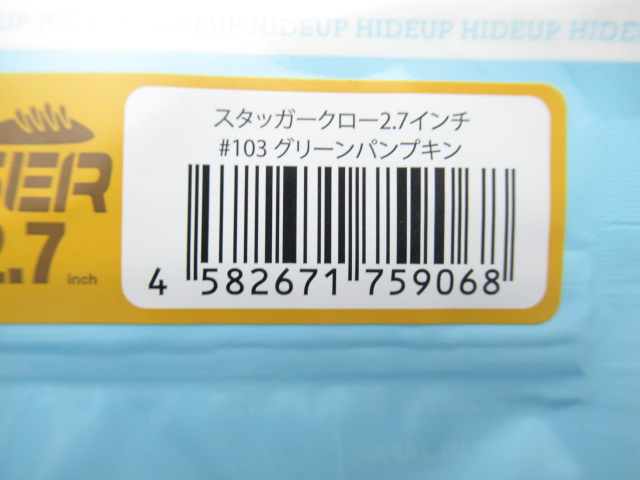 HIDEUP HIDEUP HIDEUP HIDEUP
スタッガークロー2.7インチ
#103 グリーンパンプキン
GER
2.7 inch
4 582671 759068